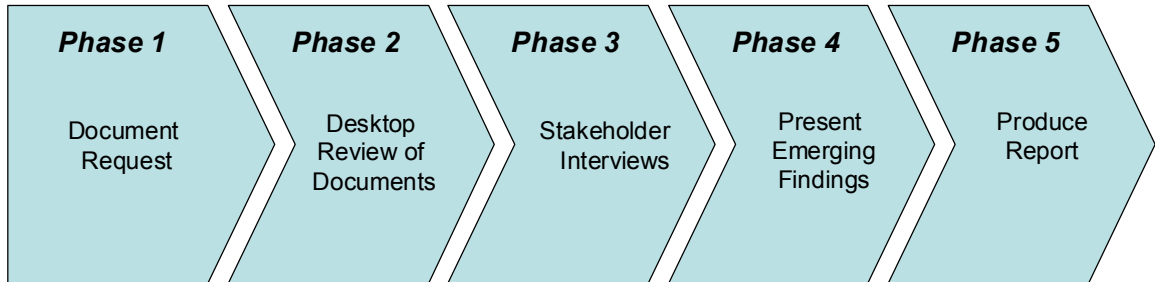 Phase 1
Document
Request
Phase 2
Desktop
Review of
Documents
Phase 3
Stakeholder
Interviews
Phase 4
Present
Emerging
Findings
Phase 5
Produce
Report